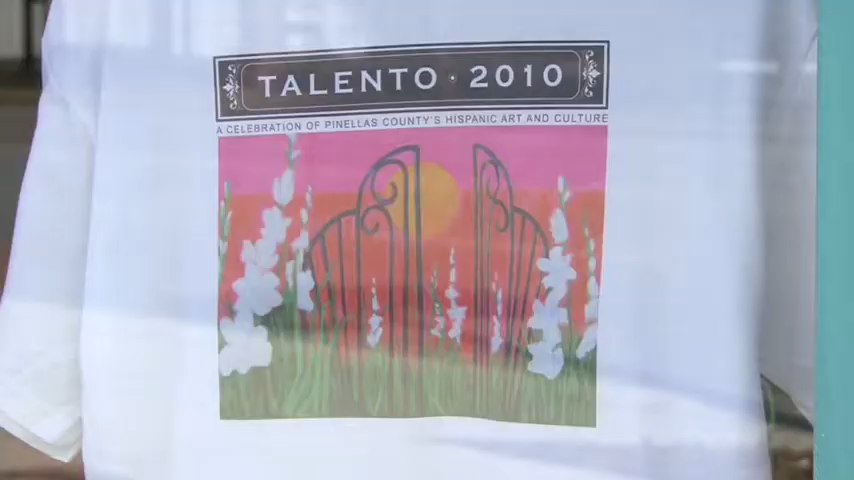 TALENTO · 2010
A CELEBRATION OF PINELLAS COUNTY'S HISPANIC ART AND CULTURE